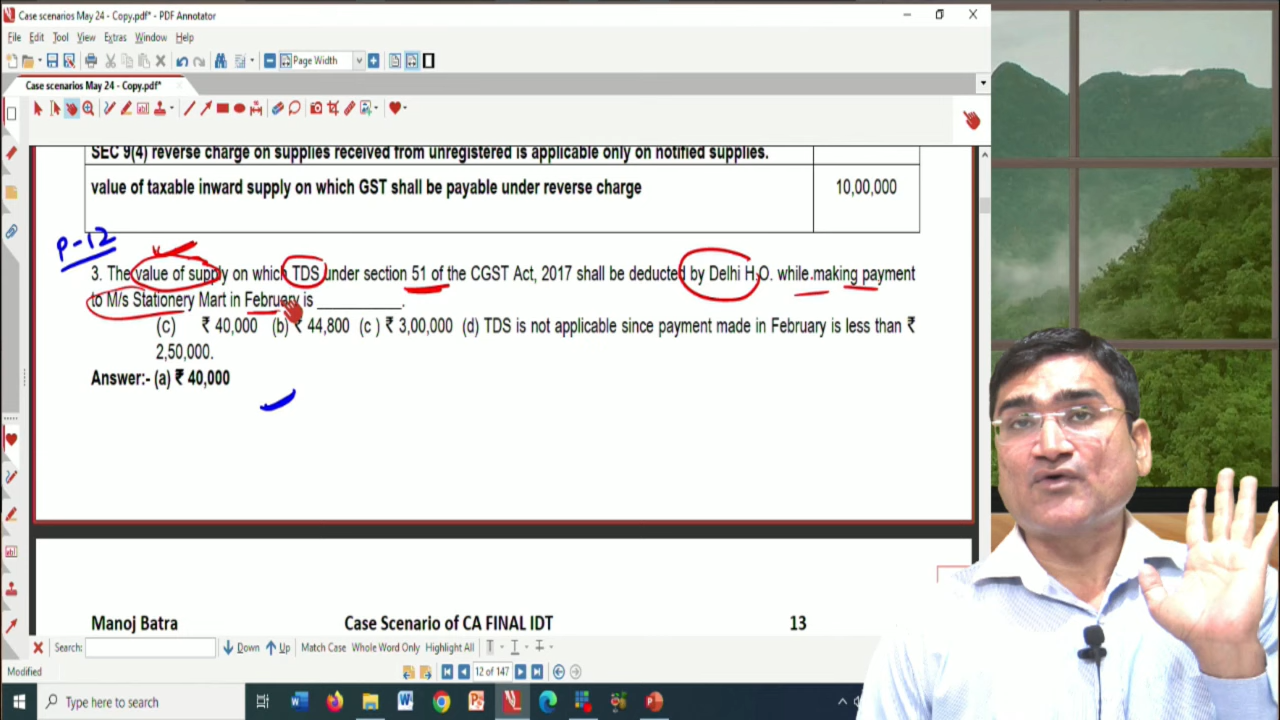 Case scenarios May 24 - Copy.pdf* - PDF Annotator
File Edit Tool View Extras Window Help
Page Width
Case scenarios May 24 - Copy.pdf*
SEC 9(4) reverse charge on supplies received from unregistered is applicable only on notified supplies.
value of taxable inward supply on which GST shall be payable under reverse charge 10,00,000
P-12
3. The value of supply on which TDS under section 51 of the CGST Act, 2017 shall be deducted by Delhi H.O. while.making payment
to M/s Stationery Mart in February is __________.
(c) ₹ 40,000 (b) ₹ 44,800 (c ) ₹ 3,00,000 (d) TDS is not applicable since payment made in February is less than ₹
2,50,000.
Answer:- (a) ₹ 40,000
Manoj Batra Case Scenario of CA FINAL IDT 13
Search: Down Up Match Case Whole Word Only Highlight All
Modified 12 of 147
Type here to search